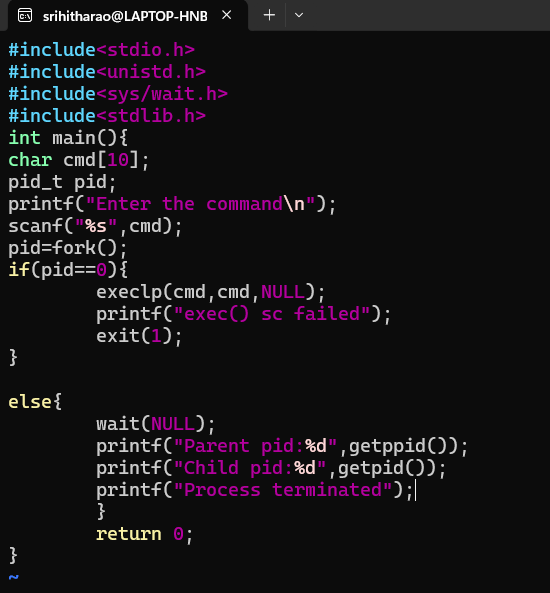 srihitharao@LAPTOP-HNB
#include<stdio.h>
#include<unistd.h>
#include<sys/wait.h>
#include<stdlib.h>
int main(){
char cmd[10];
pid_t pid;
printf("Enter the command\n");
scanf("%s",cmd);
pid=fork();
if(pid==0){
        execlp(cmd,cmd,NULL);
        printf("exec() sc failed");
        exit(1);
}

else{
        wait(NULL);
        printf("Parent pid:%d",getppid());
        printf("Child pid:%d",getpid());
        printf("Process terminated");
        }
        return 0;
}
~